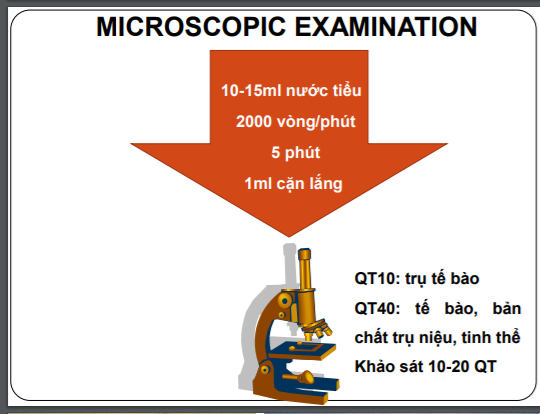 MICROSCOPIC EXAMINATION
10-15ml nước tiểu
2000 vòng/phút
5 phút
1ml cặn lắng
QT10: trụ tế bào
QT40: tế bào, bản
chất trụ niệu, tinh thể
Khảo sát 10-20 QT